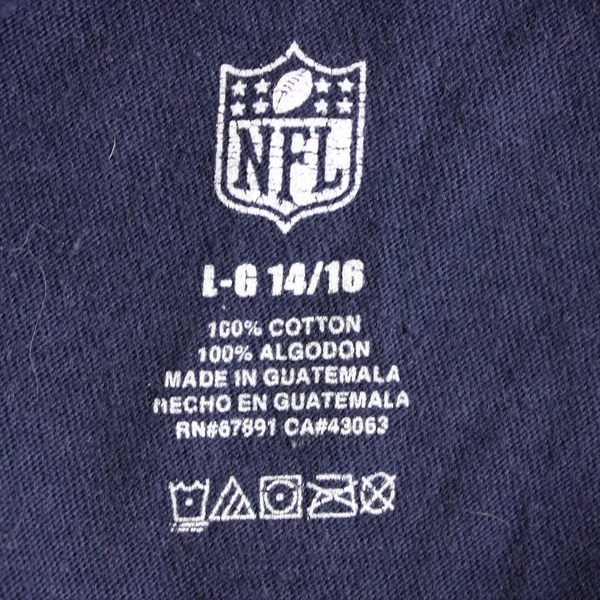 NFL
L-G 14/16
100% COTTON
100% ALGODON
MADE IN GUATEMALA
HECHO EN GUATEMALA
RN#67891 CA#43063